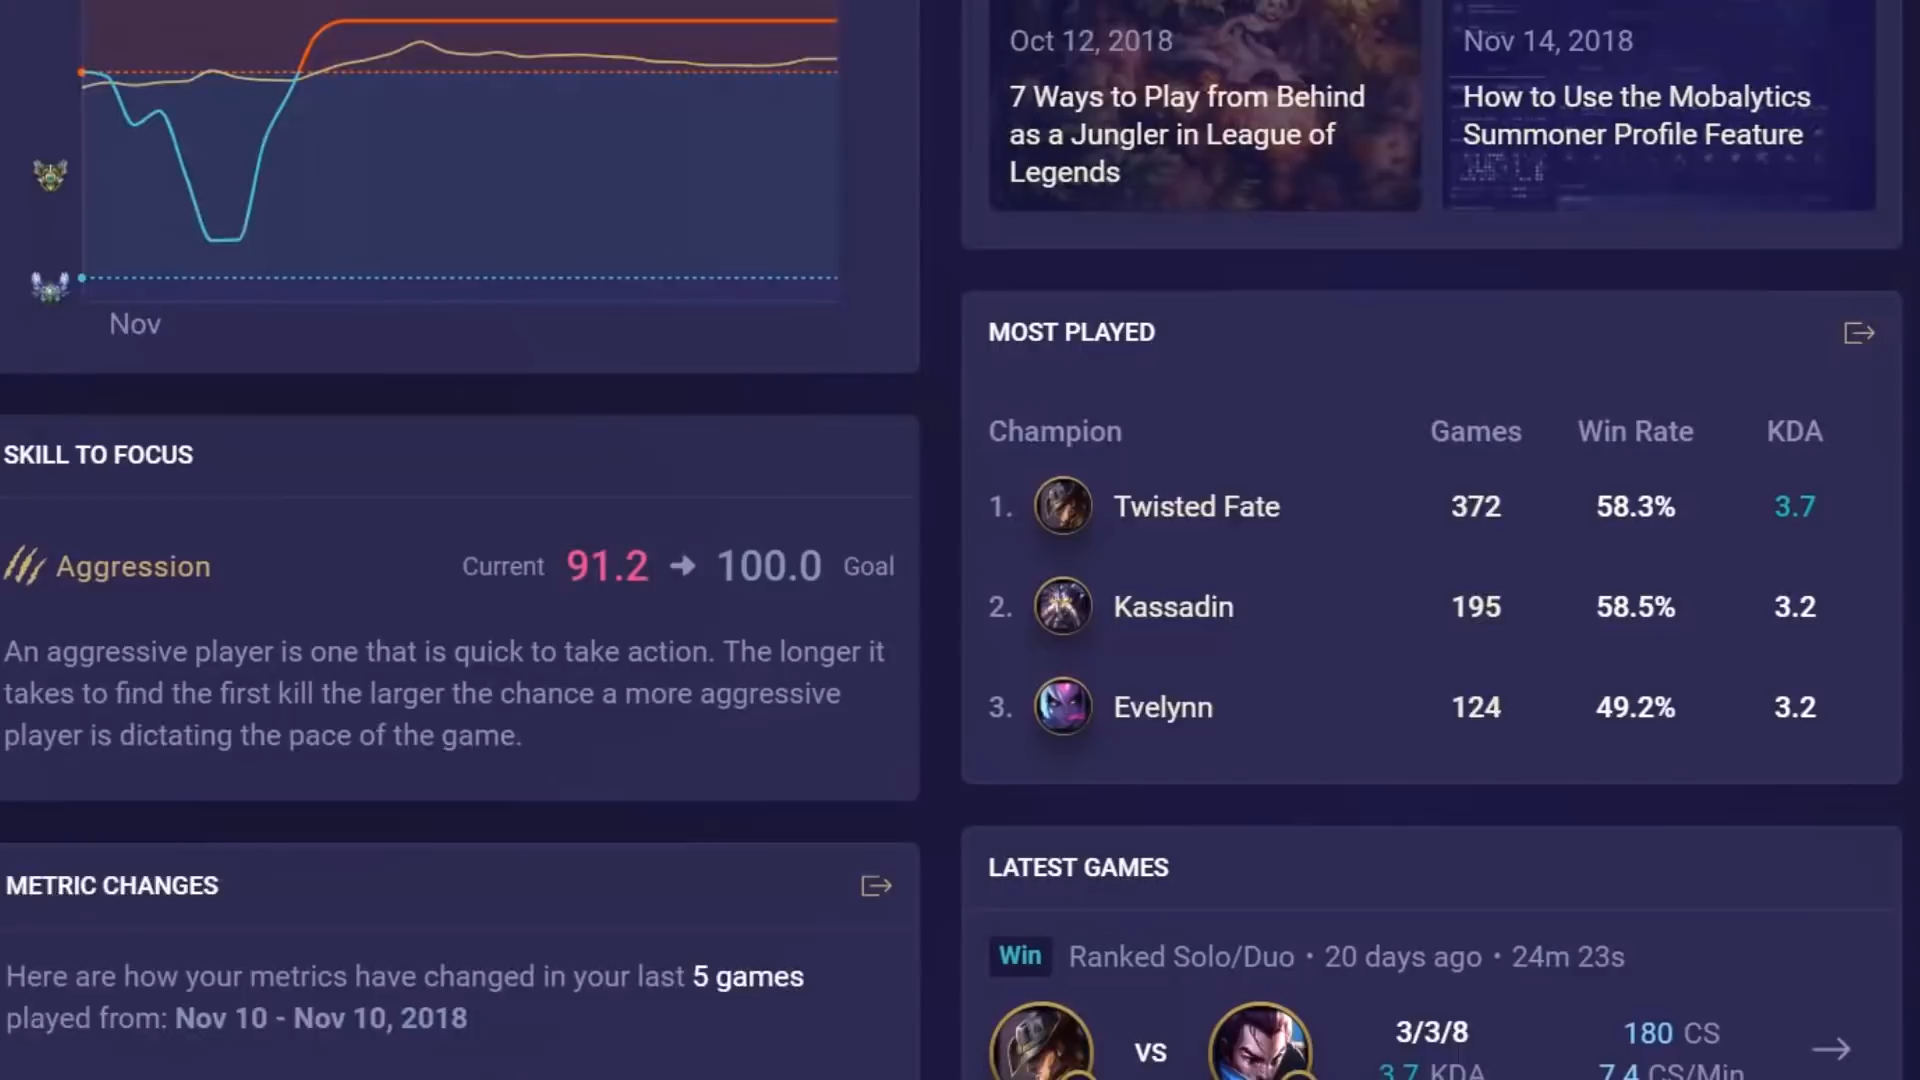 Nov
SKILL TO FOCUS
Aggression
Current 91.2 → 100.0 Goal
An aggressive player is one that is quick to take action. The longer it
takes to find the first kill the larger the chance a more aggressive
player is dictating the pace of the game.
METRIC CHANGES
Here are how your metrics have changed in your last 5 games
played from: Nov 10 - Nov 10, 2018
Oct 12, 2018
7 Ways to Play from Behind
as a Jungler in League of
Legends
Nov 14, 2018
How to Use the Mobalytics
Summoner Profile Feature
MOST PLAYED
Champion Games Win Rate KDA
1. Twisted Fate 372 58.3% 3.7
2. Kassadin 195 58.5% 3.2
3. Evelynn 124 49.2% 3.2
LATEST GAMES
Win Ranked Solo/Duo • 20 days ago • 24m 23s
VS 3/3/8 180 CS
3.7 KDA 7.4 CS/Min